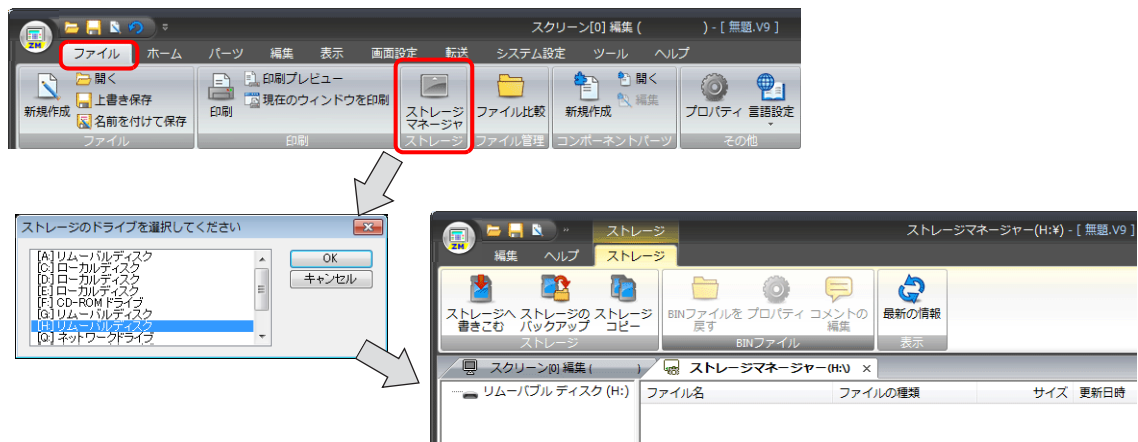 スクリーン[0] 編集 (　　　　) - [ 無題.V9 ]
ZM
ファイル ホーム パーツ 編集 表示 画面設定 転送 システム設定 ツール ヘルプ
新規作成
開く
上書き保存
名前を付けて保存
ファイル
印刷
印刷プレビュー
現在のウィンドウを印刷
印刷
ストレージ
マネージャ
ストレージ
ファイル比較
ファイル管理
新規作成
開く
編集
コンポーネントパーツ
プロパティ 言語設定
その他
ストレージのドライブを選択してください
[A:]リムーバルディスク
[C:]ローカルディスク
[D:]ローカルディスク
[E:]ローカルディスク
[F:]CD-ROMドライブ
[G:]リムーバルディスク
[H:]リムーバルディスク
[Q:]ネットワークドライブ
OK
キャンセル
ストレージ
ストレージマネージャー(H:¥) - [ 無題.V9 ]
ZM
編集 ヘルプ ストレージ
ストレージへ
書きこむ
ストレージの
バックアップ
ストレージ
コピー
ストレージ
BINファイルを
戻す
プロパティ
コメントの
編集
BINファイル
最新の情報
表示
スクリーン[0] 編集 (　　　　)
ストレージマネージャー(H:\) ×
リムーバブル ディスク (H:)
ファイル名 ファイルの種類 サイズ 更新日時